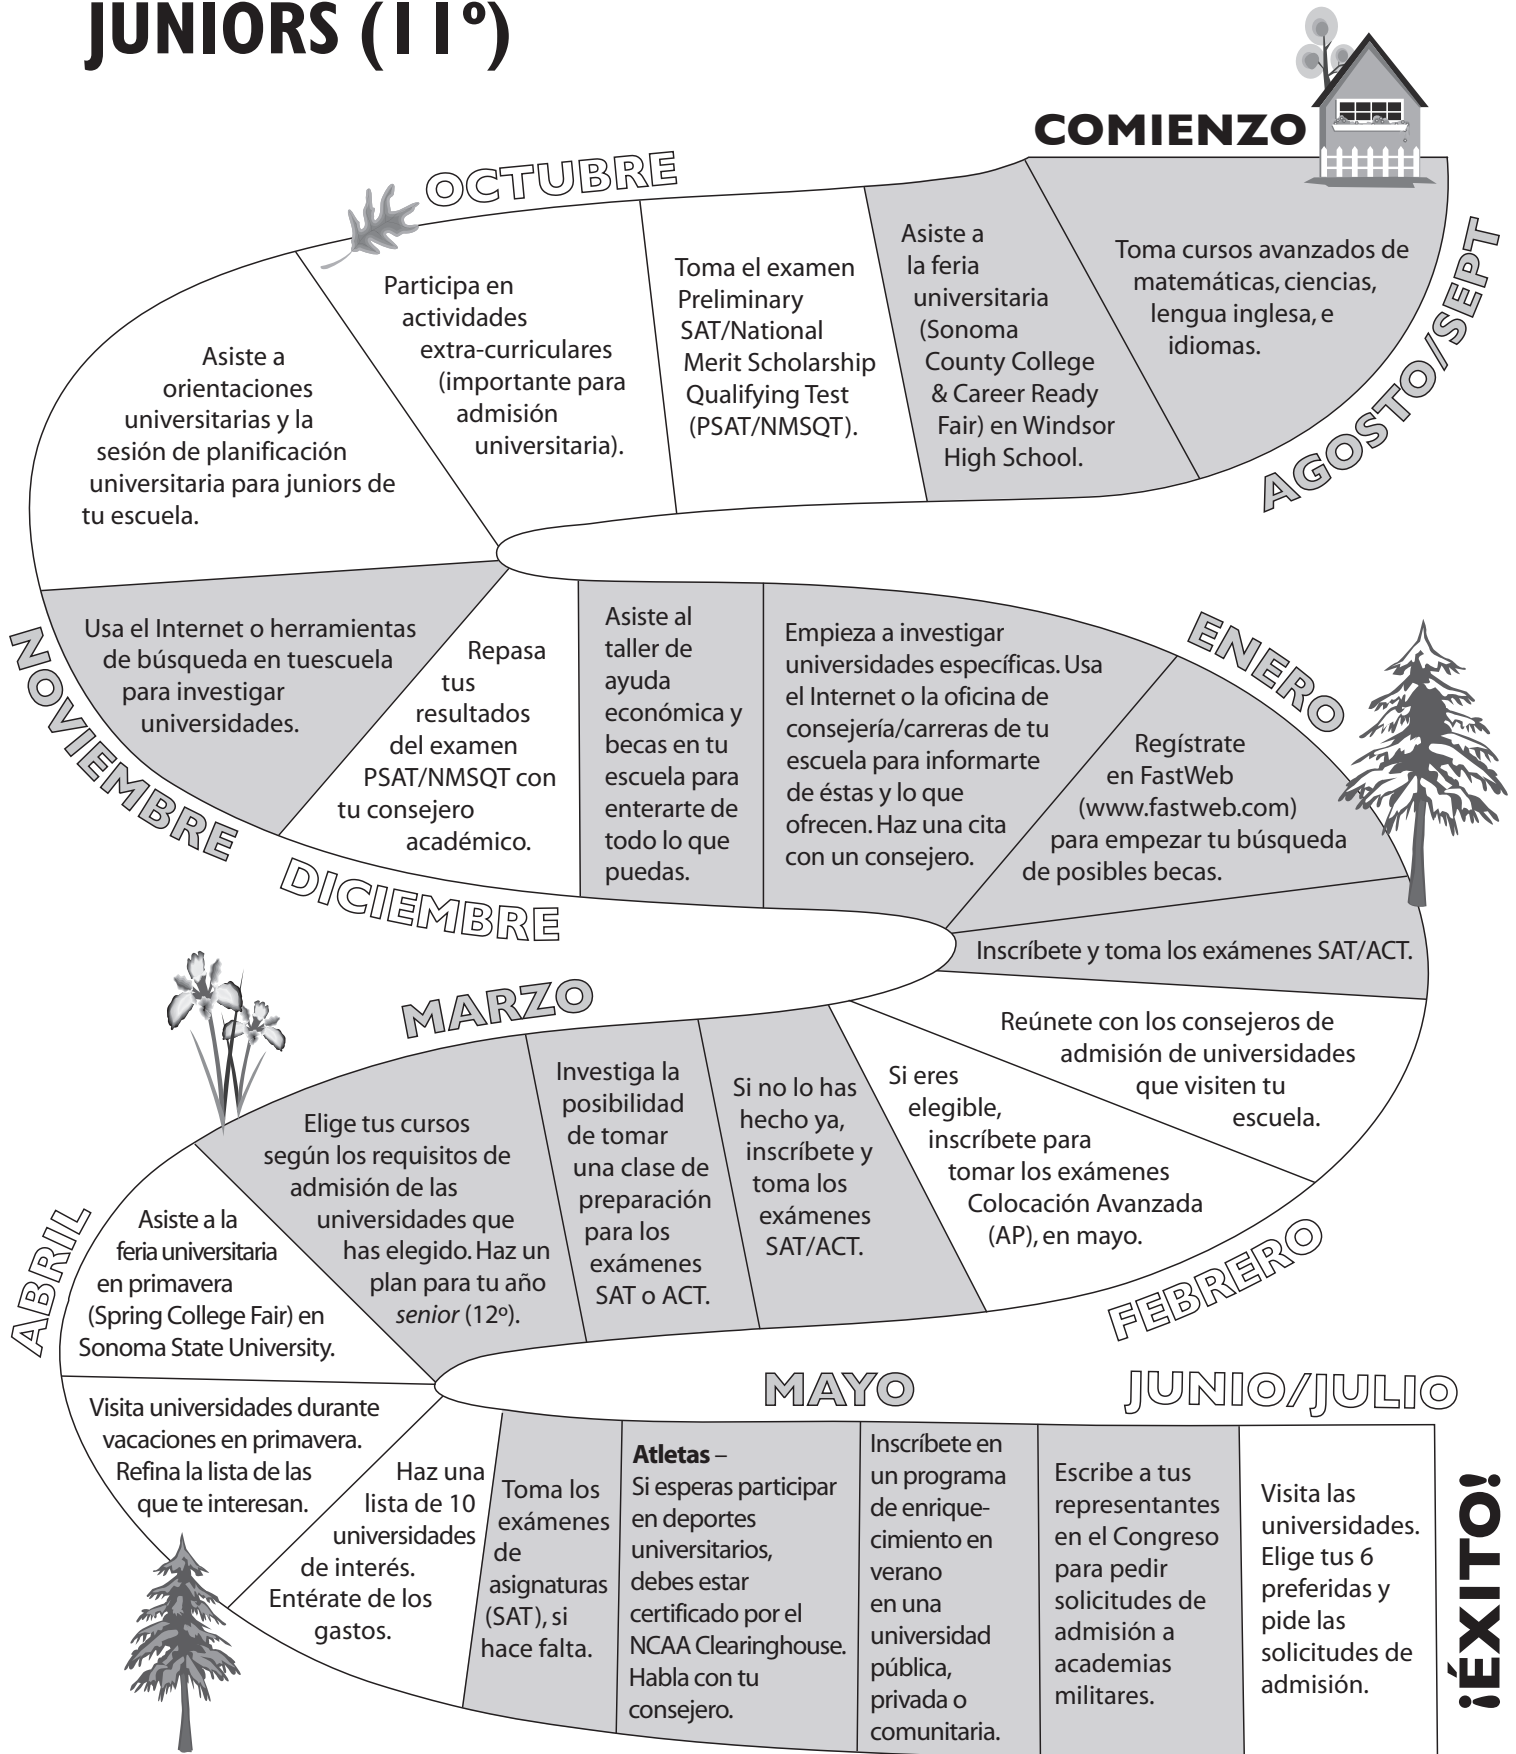 JUNIORS (11º)
COMIENZO
AGOSTO/SEPT
Toma cursos avanzados de
matemáticas, ciencias,
lengua inglesa, e
idiomas.
Asiste a
la feria
universitaria
(Sonoma
County College
& Career Ready
Fair) en Windsor
High School.
OCTUBRE
Toma el examen
Preliminary
SAT/National
Merit Scholarship
Qualifying Test
(PSAT/NMSQT).
Participa en
actividades
extra-curriculares
(importante para
admisión
universitaria).
Asiste a
orientaciones
universitarias y la
sesión de planificación
universitaria para juniors de
tu escuela.
NOVIEMBRE
Usa el Internet o herramientas
de búsqueda en tuescuela
para investigar
universidades.
DICIEMBRE
Repasa
tus
resultados
del examen
PSAT/NMSQT con
tu consejero
académico.
Asiste al
taller de
ayuda
económica y
becas en tu
escuela para
enterarte de
todo lo que
puedas.
Empieza a investigar
universidades específicas. Usa
el Internet o la oficina de
consejería/carreras de tu
escuela para informarte
de éstas y lo que
ofrecen. Haz una cita
con un consejero.
ENERO
Regístrate
en FastWeb
(www.fastweb.com)
para empezar tu búsqueda
de posibles becas.
Inscríbete y toma los exámenes SAT/ACT.
Reúnete con los consejeros de
admisión de universidades
que visiten tu
escuela.
FEBRERO
Si eres
elegible,
inscríbete para
tomar los exámenes
Colocación Avanzada
(AP), en mayo.
MARZO
Si no lo has
hecho ya,
inscríbete y
toma los
exámenes
SAT/ACT.
Investiga la
posibilidad
de tomar
una clase de
preparación
para los
exámenes
SAT o ACT.
Elige tus cursos
según los requisitos de
admisión de las
universidades que
has elegido. Haz un
plan para tu año
senior (12º).
ABRIL
Asiste a la
feria universitaria
en primavera
(Spring College Fair) en
Sonoma State University.
Visita universidades durante
vacaciones en primavera.
Refina la lista de las
que te interesan.
Haz una
lista de 10
universidades
de interés.
Entérate de los
gastos.
MAYO
Toma los
exámenes
de
asignaturas
(SAT), si
hace falta.
Atletas –
Si esperas participar
en deportes
universitarios,
debes estar
certificado por el
NCAA Clearinghouse.
Habla con tu
consejero.
Inscríbete en
un programa
de enrique-
cimiento en
verano
en una
universidad
pública,
privada o
comunitaria.
JUNIO/JULIO
Escribe a tus
representantes
en el Congreso
para pedir
solicitudes de
admisión a
academias
militares.
Visita las
universidades.
Elige tus 6
preferidas y
pide las
solicitudes de
admisión.
¡ÉXITO!